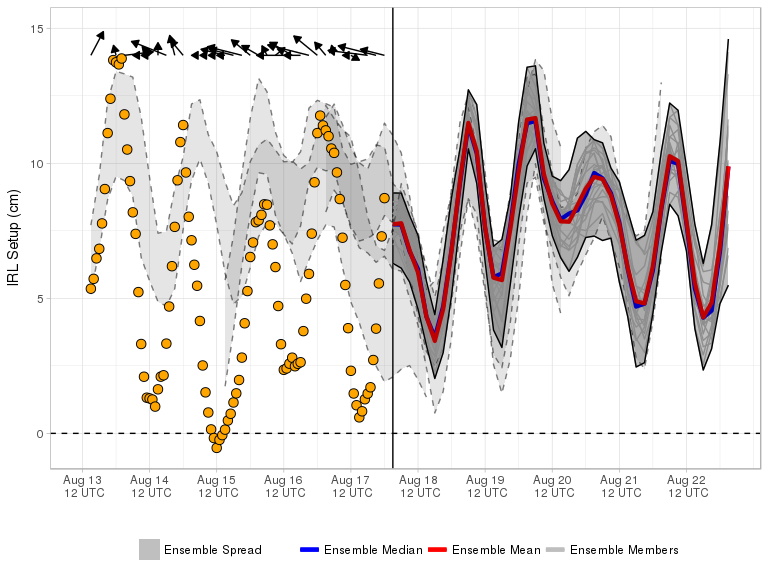 15
10
5
0
IRL Setup (cm)
Aug 13 Aug 14 Aug 15 Aug 16 Aug 17 Aug 18 Aug 19 Aug 20 Aug 21 Aug 22
12 UTC 12 UTC 12 UTC 12 UTC 12 UTC 12 UTC 12 UTC 12 UTC 12 UTC 12 UTC
Ensemble Spread Ensemble Median Ensemble Mean Ensemble Members